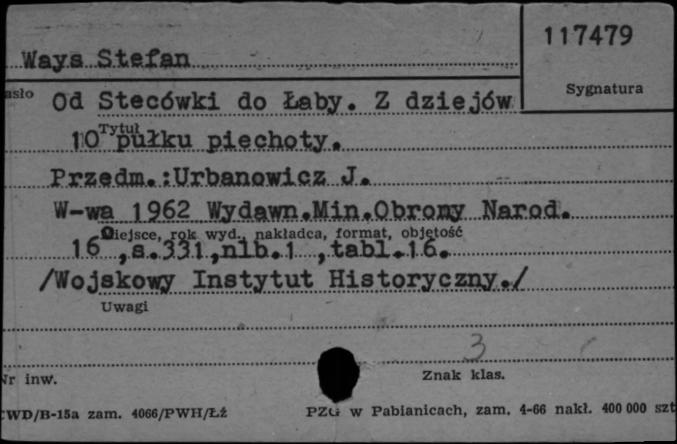 117479
Ways Stefan
Sygnatura
asło Od Stecówki do Łaby. Z dziejów
Tytuł
10 pułku piechoty.
Przedm.:Urbanowicz J.
W-wa 1962 Wydawn.Min.Obrony Narod.
Miejsce, rok wyd., nakładca, format, objętość
16°,s.331,nlb.1 ,tabl.16.
/Wojskowy Instytut Historyczny./
Uwagi
3
Nr inw.
Znak klas.
CWD/B-15a zam. 4066/PWH/Łż
PZG w Pabianicach, zam. 4-66 nakł. 400 000 szt